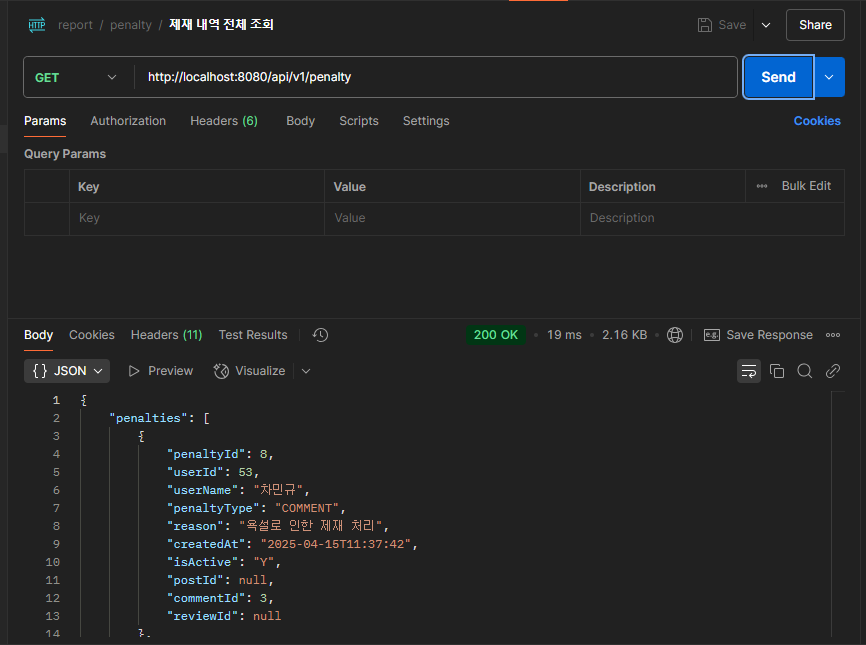 HTTP report / penalty / 제재 내역 전체 조회 Save Share
GET http://localhost:8080/api/v1/penalty Send
Params Authorization Headers (6) Body Scripts Settings Cookies
Query Params
Key Value Description ••• Bulk Edit
Key Value Description
Body Cookies Headers (11) Test Results 200 OK • 19 ms • 2.16 KB • e.g. Save Response •••
{} JSON Preview Visualize
1 {
2 "penalties": [
3 {
4 "penaltyId": 8,
5 "userId": 53,
6 "userName": "차민규",
7 "penaltyType": "COMMENT",
8 "reason": "욕설로 인한 제재 처리",
9 "createdAt": "2025-04-15T11:37:42",
10 "isActive": "Y",
11 "postId": null,
12 "commentId": 3,
13 "reviewId": null
14 },